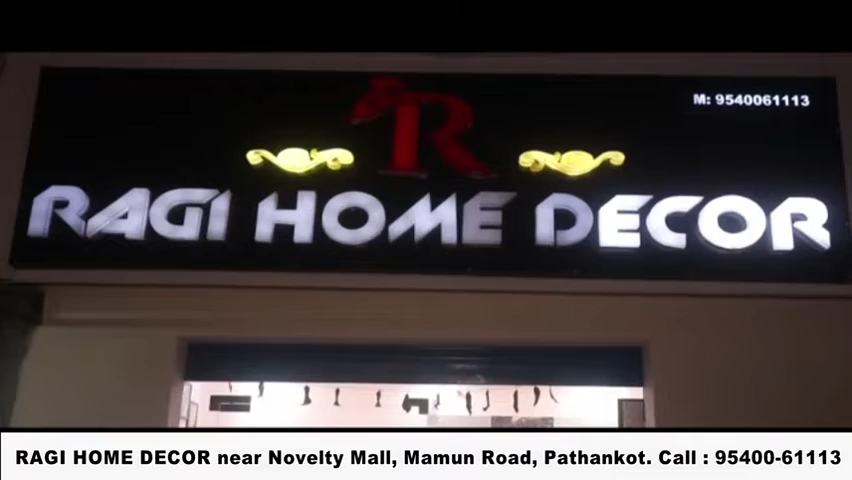 R
M: 9540061113
RAGI HOME DECOR
RAGI HOME DECOR near Novelty Mall, Mamun Road, Pathankot. Call : 95400-61113